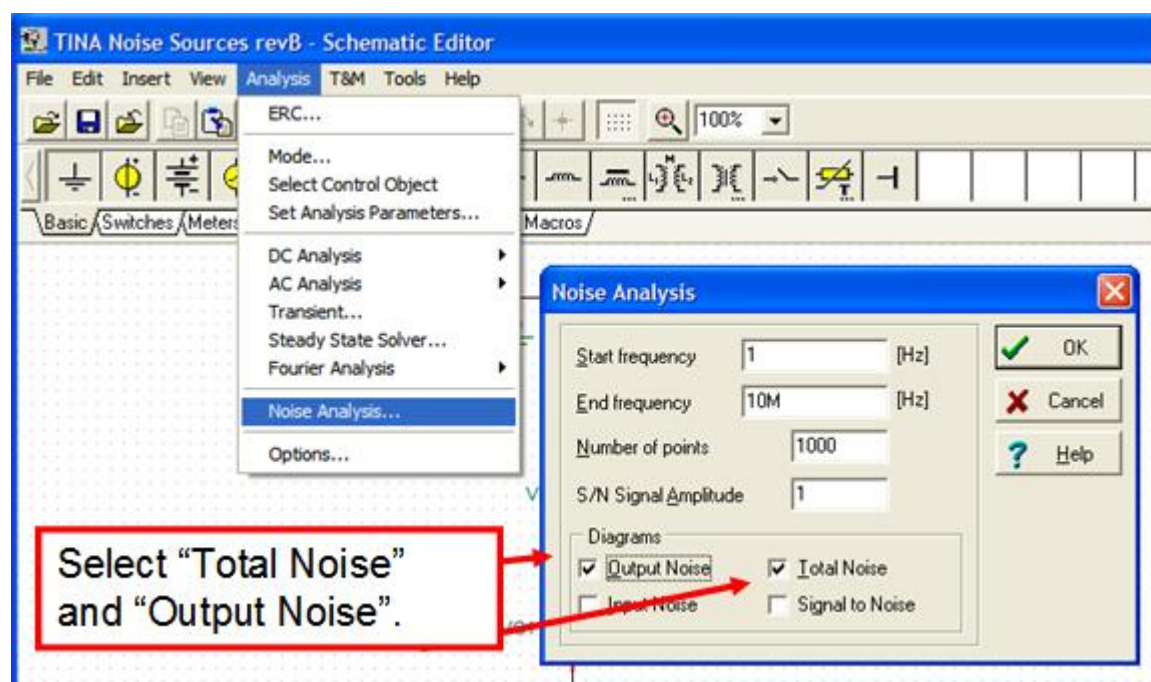 TINA Noise Sources revB - Schematic Editor
File Edit Insert View Analysis T&M Tools Help
100%
Basic Switches Meters Macros
ERC...
Mode...
Select Control Object
Set Analysis Parameters...
DC Analysis
AC Analysis
Transient...
Steady State Solver...
Fourier Analysis
Noise Analysis...
Options...
Noise Analysis
Start frequency 1 [Hz]
End frequency 10M [Hz]
Number of points 1000
S/N Signal Amplitude 1
OK
Cancel
Help
Diagrams
Output Noise Total Noise
Input Noise Signal to Noise
Select “Total Noise”
and “Output Noise”.